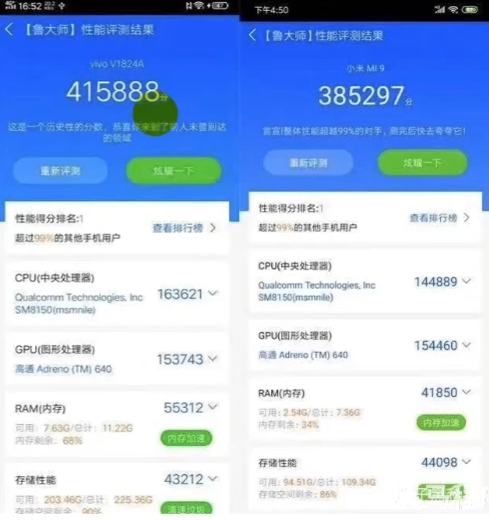 16:52
【鲁大师】性能评测结果
vivo V1824A
415888分
这是一个历史性的分数,恭喜你来到了前人未曾到达
的领域
重新评测
炫耀一下
性能得分排名:1
查看排行榜
超过99%的其他手机用户
CPU(中央处理器)
Qualcomm Technologies, Inc
SM8150(msmnile)
163621
GPU(图形处理器)
高通 Adreno (TM) 640
153743
RAM(内存)
可用: 7.63G/总计: 11.22G
内存剩余: 68%
55312
内存加速
存储性能
可用: 203.46G/总计: 225.36G
存储空间剩余: 90%
43212
清理垃圾
下午4:50
【鲁大师】性能评测结果
小米 MI 9
385297分
官宣!整体性能超越99%的对手,测完后快去夸夸它!
重新评测
炫耀一下
性能得分排名:1
查看排行榜
超过99%的其他手机用户
CPU(中央处理器)
Qualcomm Technologies, Inc
SM8150(msmnile)
144889
GPU(图形处理器)
高通 Adreno (TM) 640
154460
RAM(内存)
可用: 2.54G/总计: 7.36G
内存剩余: 34%
41850
内存加速
存储性能
可用: 94.51G/总计: 109.34G
存储空间剩余: 86%
44098